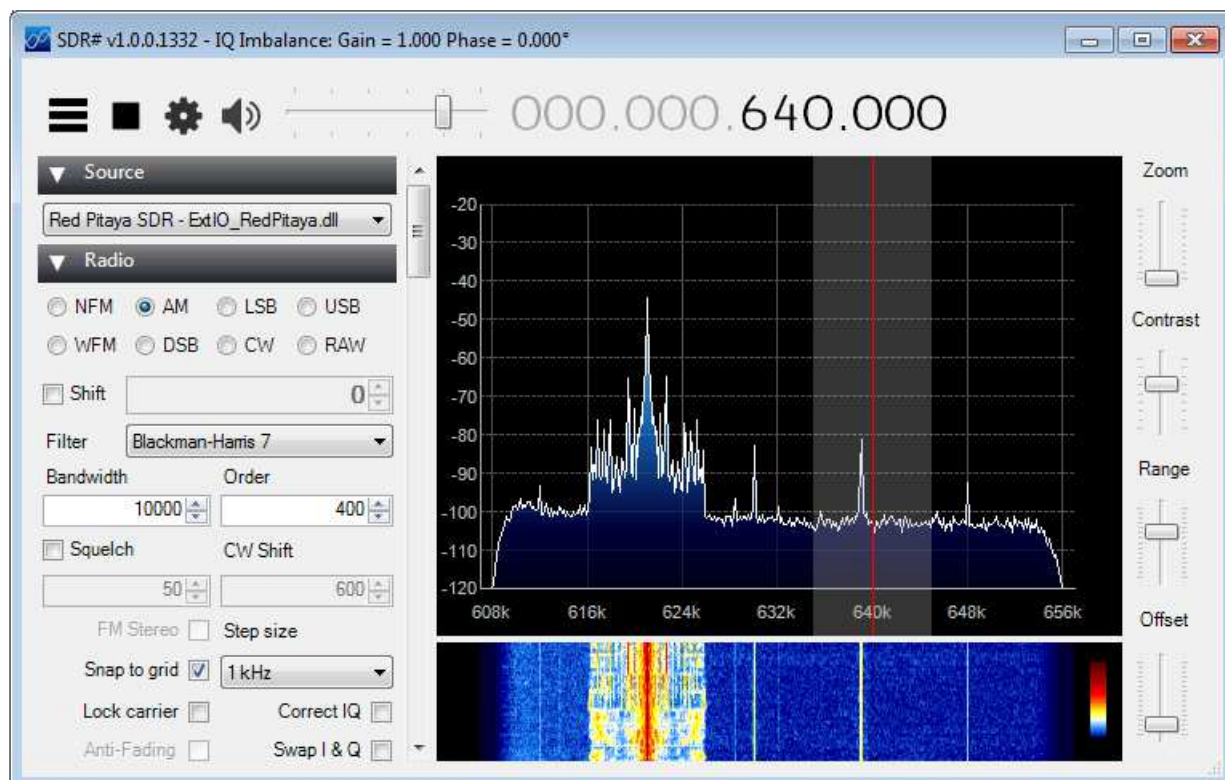 SDR# v1.0.0.1332 - IQ Imbalance: Gain = 1.000 Phase = 0.000°
000.000.640.000
Source
Red Pitaya SDR - ExtIO_RedPitaya.dll
Radio
NFM AM LSB USB
WFM DSB CW RAW
Shift 0
Filter Blackman-Harris 7
Bandwidth Order
10000 400
Squelch CW Shift
50 600
FM Stereo Step size
Snap to grid 1 kHz
Lock carrier Correct IQ
Anti-Fading Swap I & Q
-20
-30
-40
-50
-60
-70
-80
-90
-100
-110
-120
608k 616k 624k 632k 640k 648k 656k
Zoom
Contrast
Range
Offset